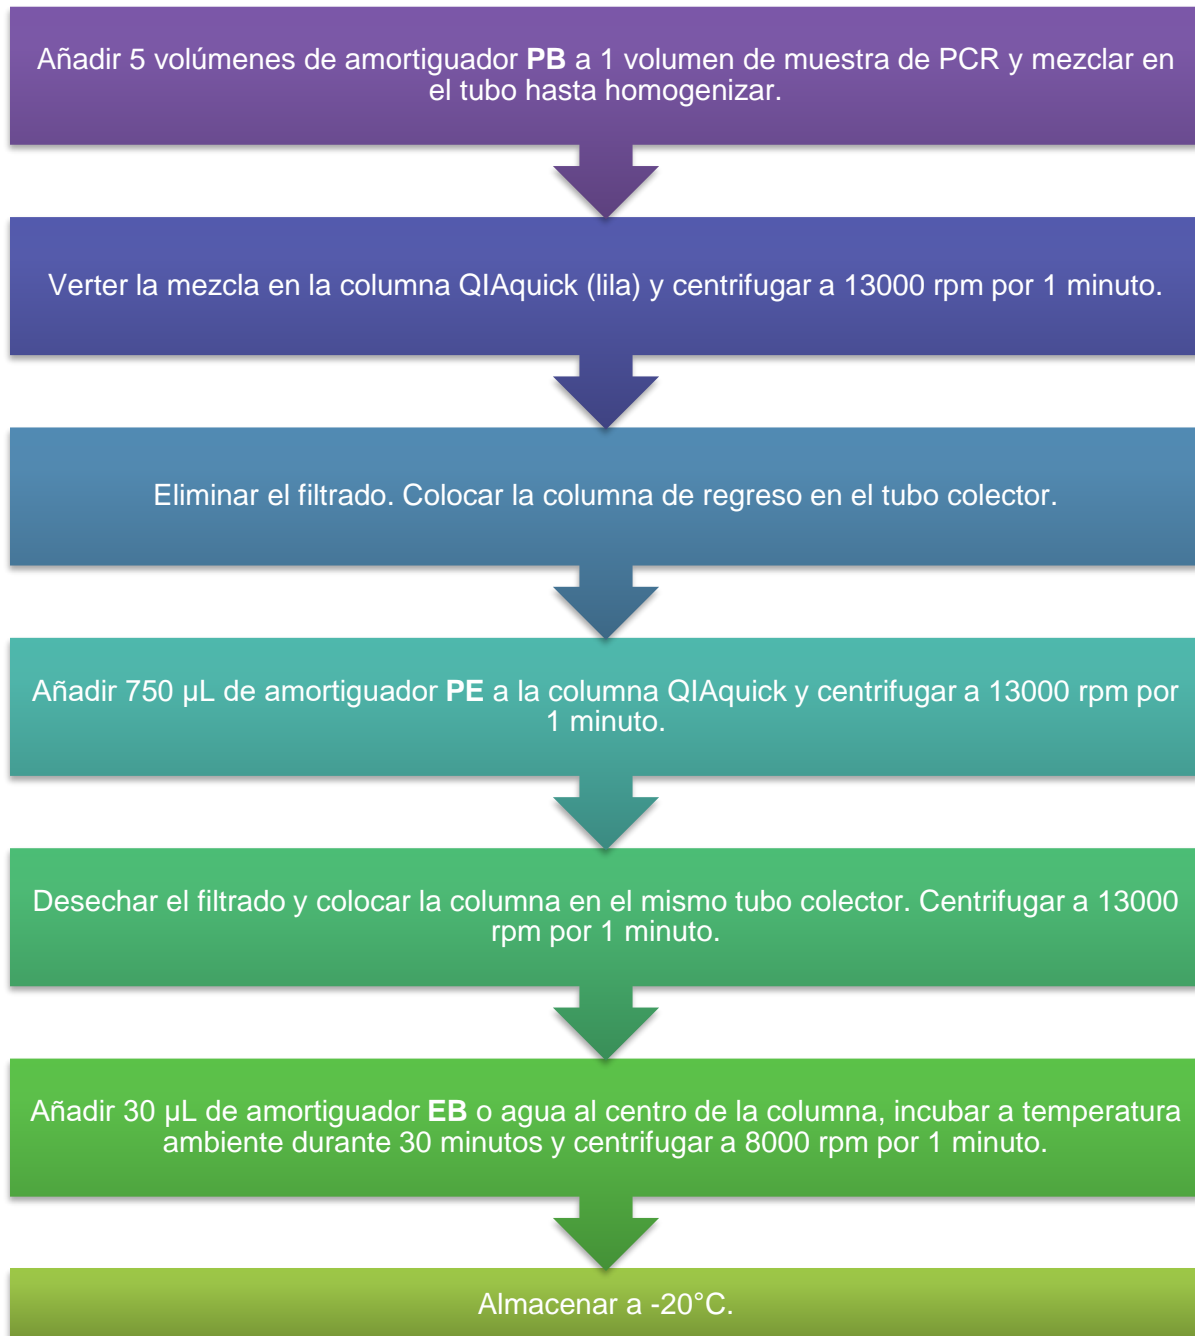 Añadir 5 volúmenes de amortiguador PB a 1 volumen de muestra de PCR y mezclar en
el tubo hasta homogenizar.
Verter la mezcla en la columna QIAquick (lila) y centrifugar a 13000 rpm por 1 minuto.
Eliminar el filtrado. Colocar la columna de regreso en el tubo colector.
Añadir 750 µL de amortiguador PE a la columna QIAquick y centrifugar a 13000 rpm por
1 minuto.
Desechar el filtrado y colocar la columna en el mismo tubo colector. Centrifugar a 13000
rpm por 1 minuto.
Añadir 30 µL de amortiguador EB o agua al centro de la columna, incubar a temperatura
ambiente durante 30 minutos y centrifugar a 8000 rpm por 1 minuto.
Almacenar a -20°C.